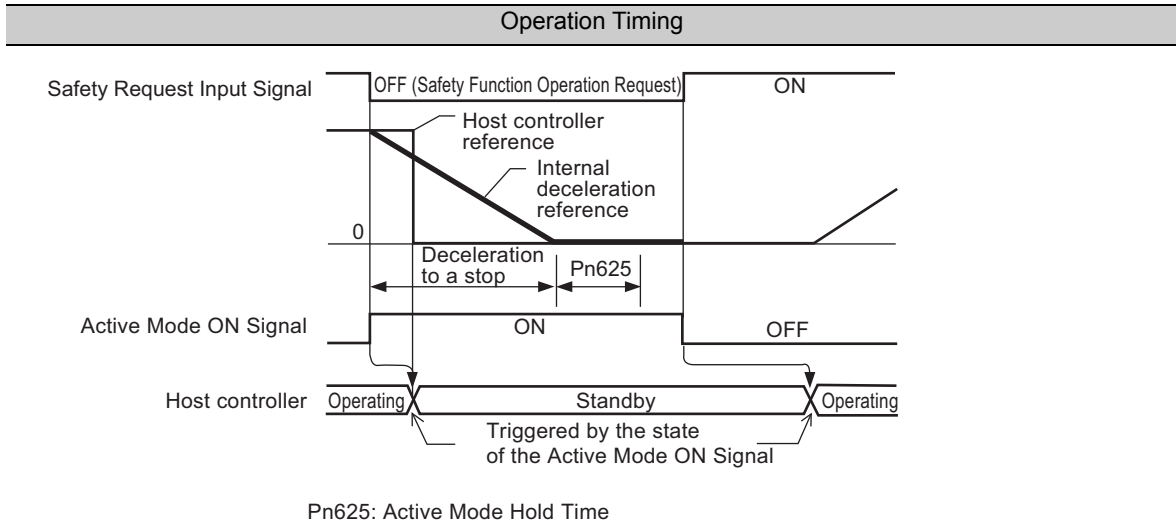 Operation Timing
Safety Request Input Signal
OFF (Safety Function Operation Request)
ON
Host controller
reference
Internal
deceleration
reference
0
Deceleration
to a stop
Pn625
Active Mode ON Signal
ON
OFF
Host controller
Operating
Standby
Operating
Triggered by the state
of the Active Mode ON Signal
Pn625: Active Mode Hold Time